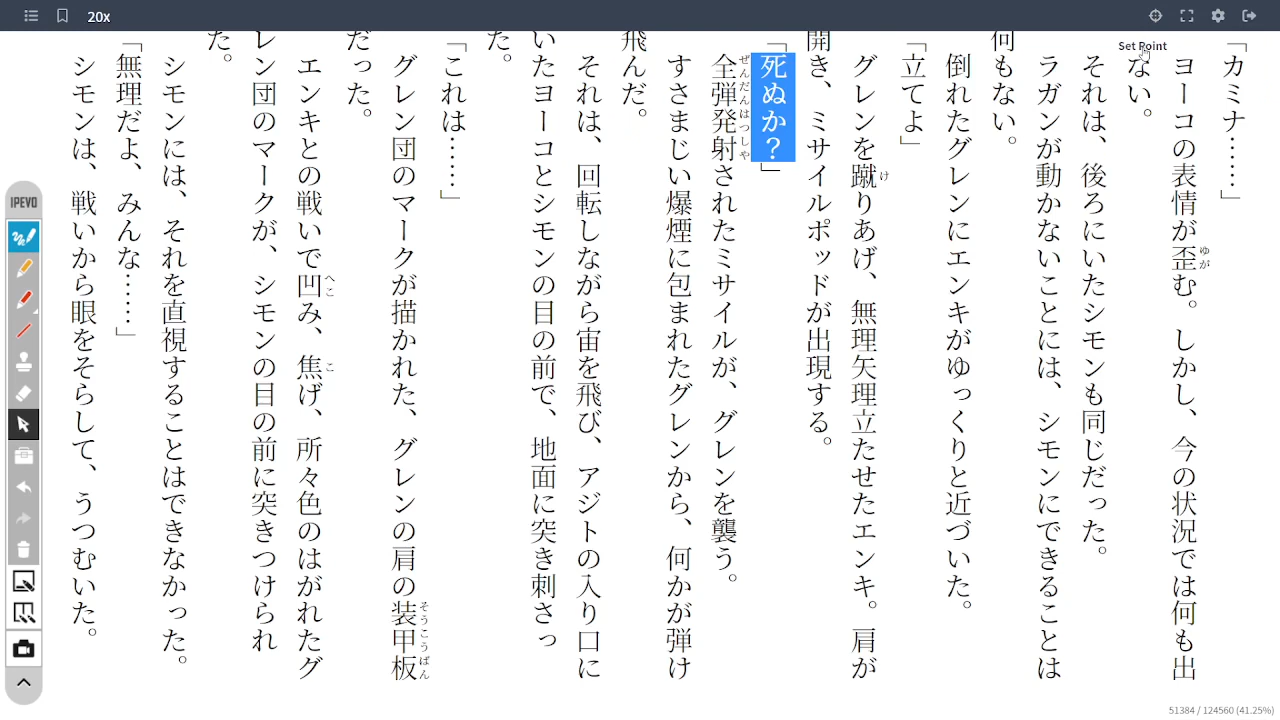 20x
Set Point
「カミナ……」
ヨーコの表情が歪む。しかし、今の状況では何も出
ない。
それは、後ろにいたシモンも同じだった。
ラガンが動かないことには、シモンにできることは
何もない。
倒れたグレンにエンキがゆっくりと近づいた。
「立てよ」
グレンを蹴りあげ、無理矢理立たせたエンキ。肩が
開き、ミサイルポッドが出現する。
「死ぬか？」
全弾発射されたミサイルが、グレンを襲う。
すさまじい爆煙に包まれたグレンから、何かが弾け
飛んだ。
それは、回転しながら宙を飛び、アジトの入り口に
いたヨーコとシモンの目の前で、地面に突き刺さっ
た。
「これは……」
グレン団のマークが描かれた、グレンの肩の装甲板
だった。
エンキとの戦いで凹み、焦げ、所々色のはがれたグ
レン団のマークが、シモンの目の前に突きつけられ
た。
シモンには、それを直視することはできなかった。
「無理だよ、みんな……」
シモンは、戦いから眼をそらして、うつむいた。
IPEVO
51384 / 124560 (41.25%)